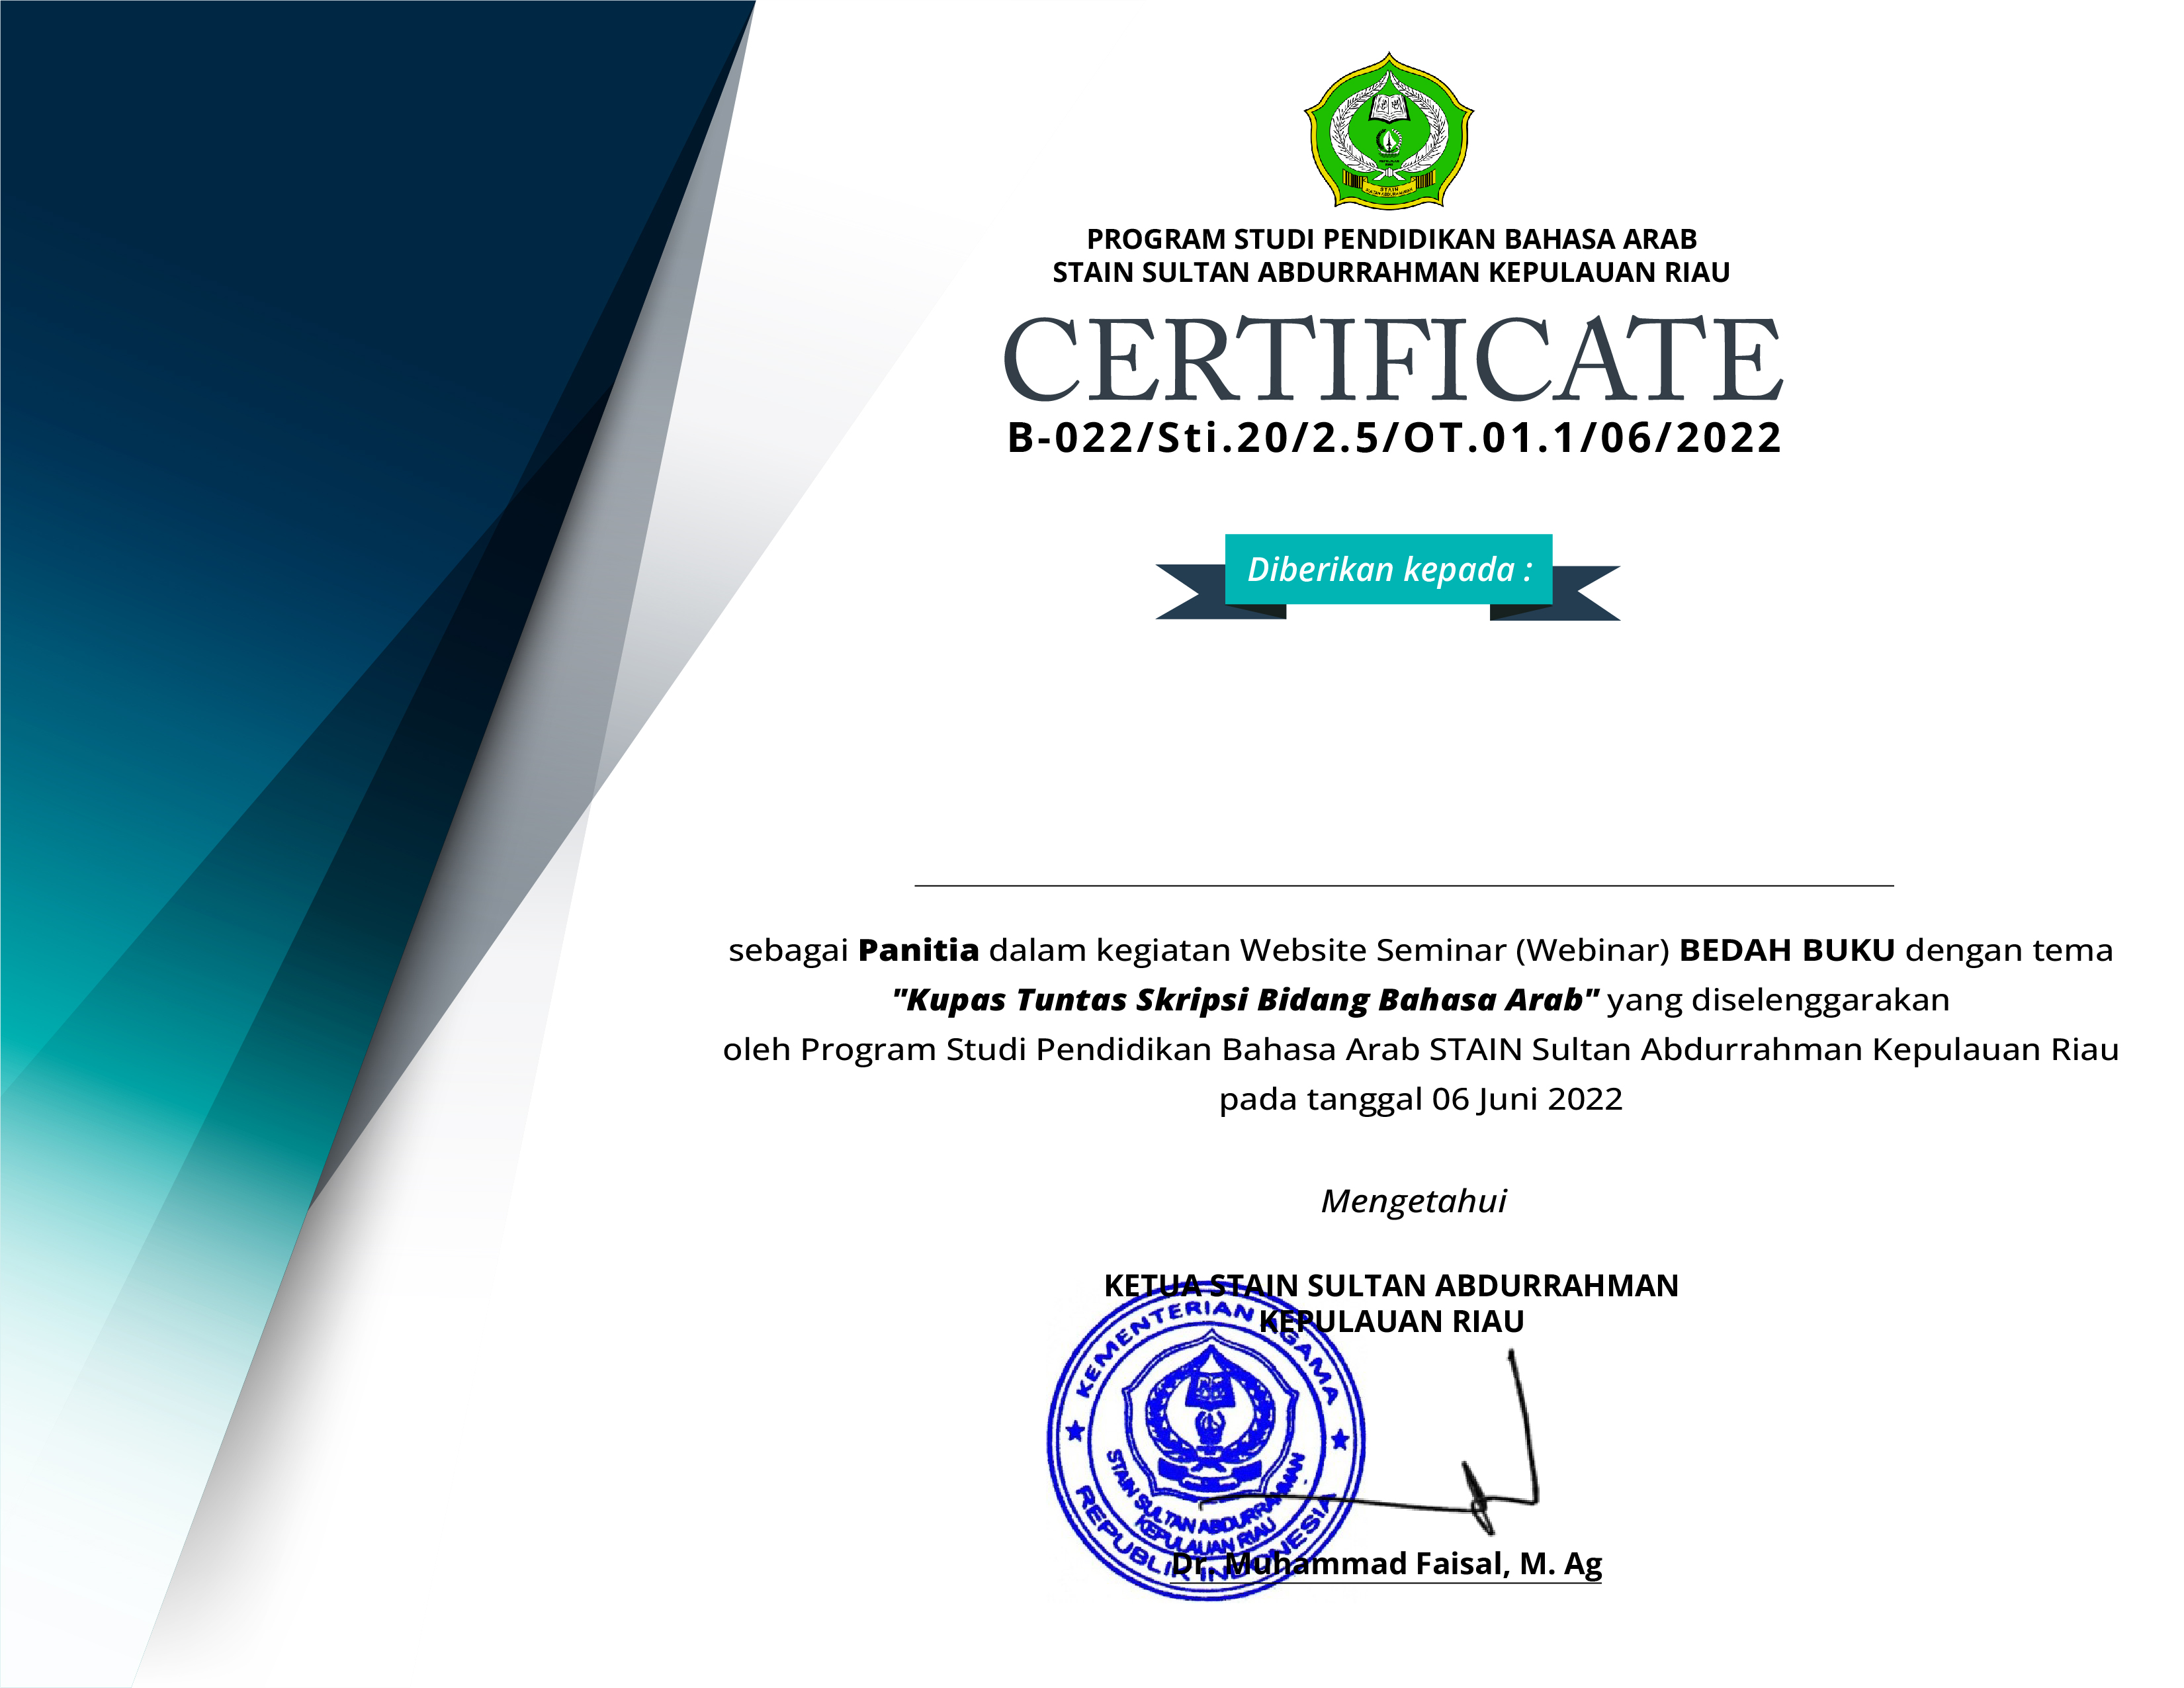 STAIN
PROGRAM STUDI PENDIDIKAN BAHASA ARAB
STAIN SULTAN ABDURRAHMAN KEPULAUAN RIAU
CERTIFICATE
B-022/Sti.20/2.5/OT.01.1/06/2022
Diberikan kepada :
sebagai Panitia dalam kegiatan Website Seminar (Webinar) BEDAH BUKU dengan tema
"Kupas Tuntas Skripsi Bidang Bahasa Arab" yang diselenggarakan
oleh Program Studi Pendidikan Bahasa Arab STAIN Sultan Abdurrahman Kepulauan Riau
pada tanggal 06 Juni 2022
Mengetahui
KETUA STAIN SULTAN ABDURRAHMAN
KEPULAUAN RIAU
KEMENTERIAN AGAMA
STAIN SULTAN ABDURRAHMAN
KEPULAUAN RIAU
REPUBLIK INDONESIA
Dr. Muhammad Faisal, M. Ag